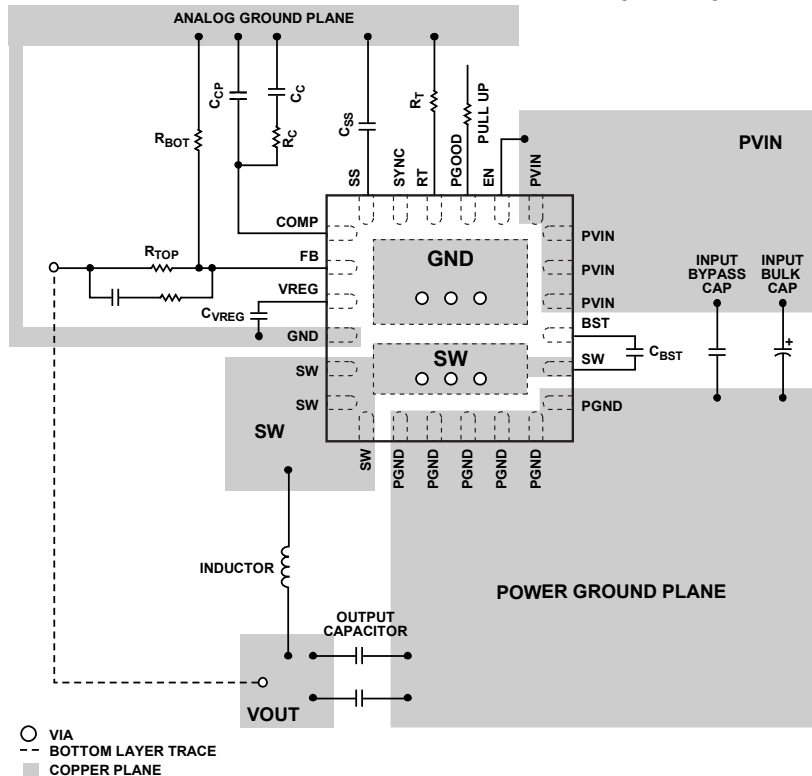 ANALOG GROUND PLANE
RBOT
CCP
CC
RC
CSS
RT
PULL UP
SS
SYNC
RT
PGOOD
EN
PVIN
PVIN
COMP
FB
VREG
GND
SW
SW
RTOP
CVREG
GND
SW
PVIN
PVIN
PVIN
BST
SW
PGND
CBST
INPUT
BYPASS
CAP
INPUT
BULK
CAP
+
SW
SW
PGND
PGND
PGND
PGND
PGND
INDUCTOR
OUTPUT
CAPACITOR
POWER GROUND PLANE
VOUT
VIA
BOTTOM LAYER TRACE
COPPER PLANE